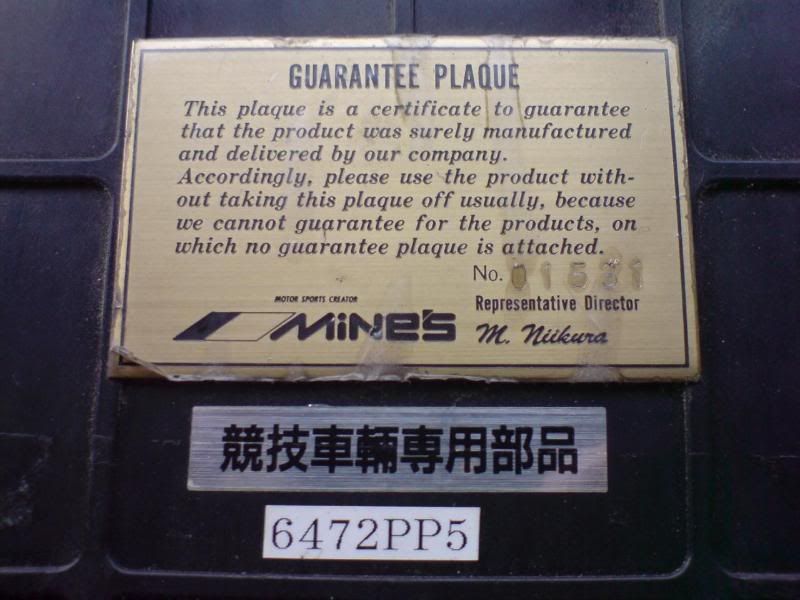 GUARANTEE PLAQUE
This plaque is a certificate to guarantee
that the product was surely manufactured
and delivered by our company.
Accordingly, please use the product with-
out taking this plaque off usually, because
we cannot guarantee for the products, on
which no guarantee plaque is attached.
No. 01531
Representative Director
MOTOR SPORTS CREATOR
MiNe's
M. Niikura
競技車輛専用部品
6472PP5